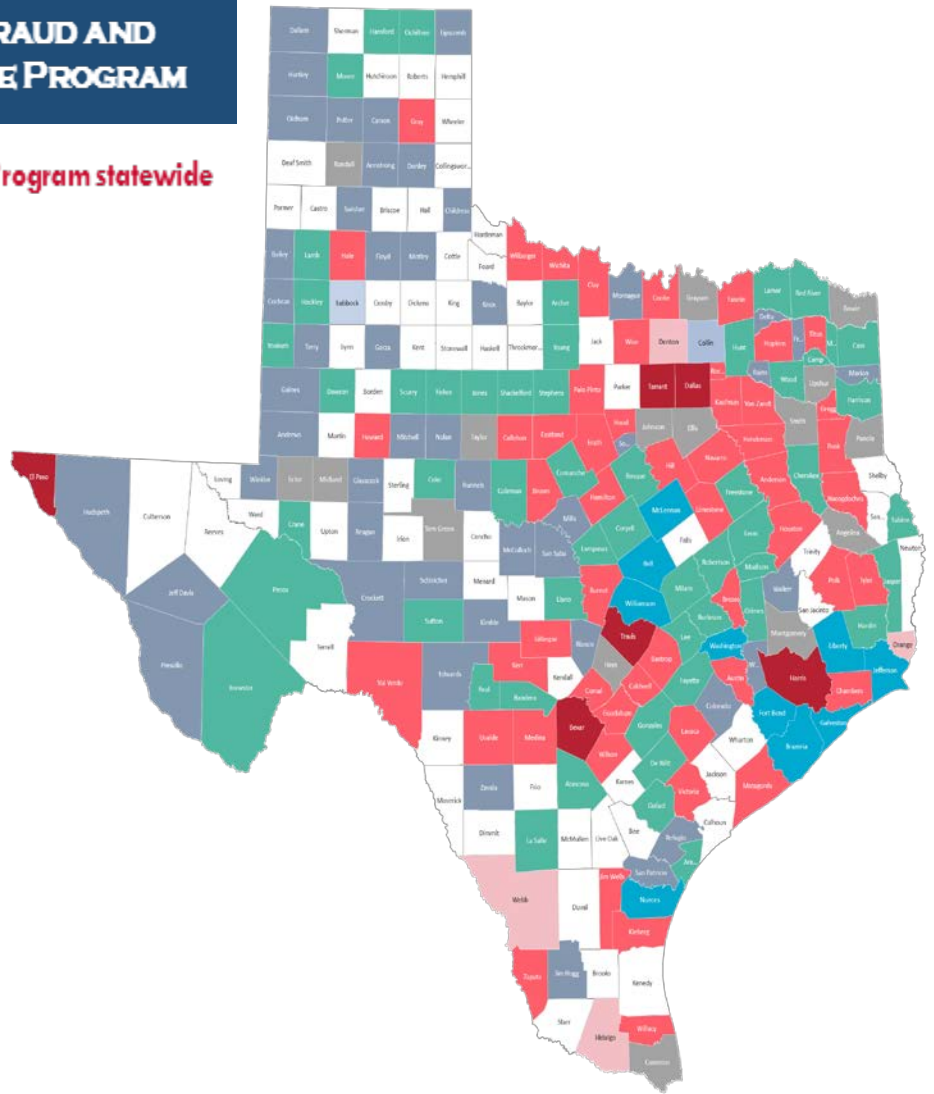 RAUD AND
E PROGRAM
rogram statewide
Dallam Sherman Hansford Ochiltree Lipscomb
Hartley Moore Hutchinson Roberts Hemphill
Oldham Potter Carson Gray Wheeler
Deaf Smith Randall Armstrong Donley Collingswor...
Parmer Castro Swisher Briscoe Hall Childress
Hardeman
Bailey Lamb Hale Floyd Motley Cottle Foard Wilbarger Wichita Clay Montague Cooke Grayson Fannin Lamar Red River Bowie
Cochran Hockley Lubbock Crosby Dickens King Knox Baylor Archer
Delta
Yoakum Terry Lynn Garza Kent Stonewall Haskell Throckmor... Young Jack Wise Denton Collin Hunt Hopkins Fr... Titus M... Cass
Camp
Gaines Dawson Borden Scurry Fisher Jones Shackelford Stephens Palo Pinto Parker Tarrant Dallas Roc... Rains Wood Upshur Marion
Kaufman Van Zandt Gregg Harrison
Andrews Martin Howard Mitchell Nolan Taylor Callahan Eastland Erath Hood Johnson Ellis Henderson Smith Rusk Panola
So...
El Paso Hudspeth Culberson Reeves Loving Winkler Ector Midland Glasscock Sterling Coke Runnels Coleman Brown Comanche Hamilton Bosque Hill Navarro Freestone Anderson Cherokee Nacogdoches Shelby
Ward Crane Upton Reagan Irion Tom Green Concho McCulloch San Saba Mills Lampasas Coryell McLennan Limestone Falls Leon Houston Trinity Angelina San... Sabine
Newton
Jeff Davis Pecos Crockett Schleicher Menard Mason Llano Burnet Bell Milam Robertson Madison Walker Polk Tyler Jasper
San Jacinto
Presidio Brewster Terrell Sutton Kimble Gillespie Blanco Williamson Travis Lee Burleson Brazos Grimes Montgomery Liberty Hardin Orange
Washington
Val Verde Edwards Real Kerr Bandera Kendall Comal Hays Caldwell Bastrop Fayette Austin W... Harris Chambers Jefferson
Kinney Uvalde Medina Bexar Guadalupe Gonzales Lavaca Colorado Fort Bend Brazoria Galveston
Wharton
Maverick Zavala Frio Atascosa Wilson Karnes De Witt Victoria Jackson Matagorda
Dimmit La Salle McMullen Live Oak Bee Goliad Refugio Calhoun
Ara...
Webb Duval Jim Wells San Patricio Nueces
Kleberg
Zapata Jim Hogg Brooks Kenedy
Starr Hidalgo Willacy
Cameron